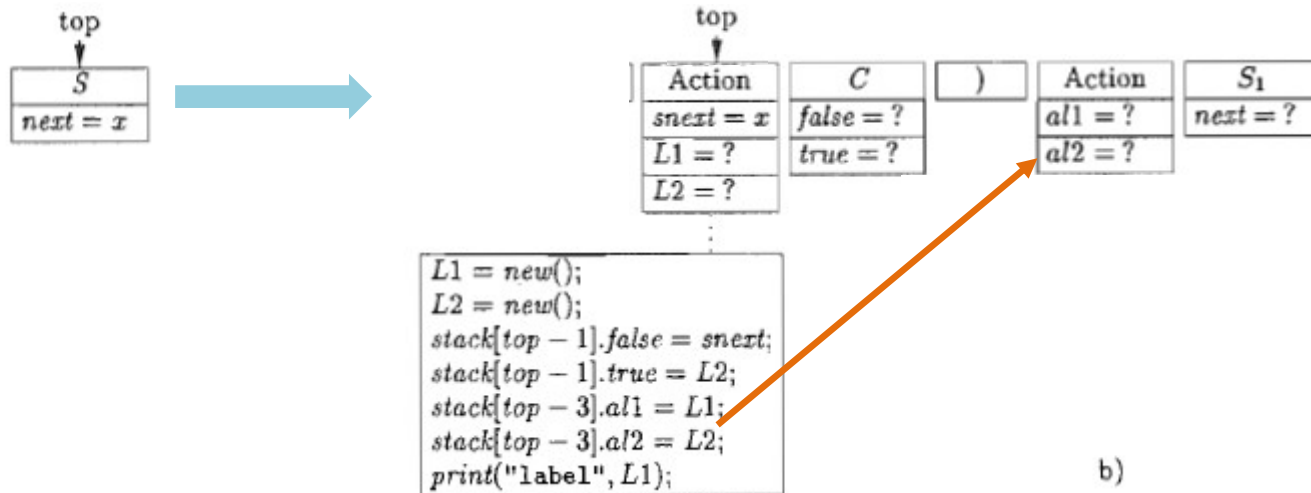 top
S
next = x
top
Action
snext = x
L1 = ?
L2 = ?
C
false = ?
true = ?
)
Action
al1 = ?
al2 = ?
S₁
next = ?
L1 = new();
L2 = new();
stack[top − 1].false = snext;
stack[top − 1].true = L2;
stack[top − 3].al1 = L1;
stack[top − 3].al2 = L2;
print("label", L1);
b)